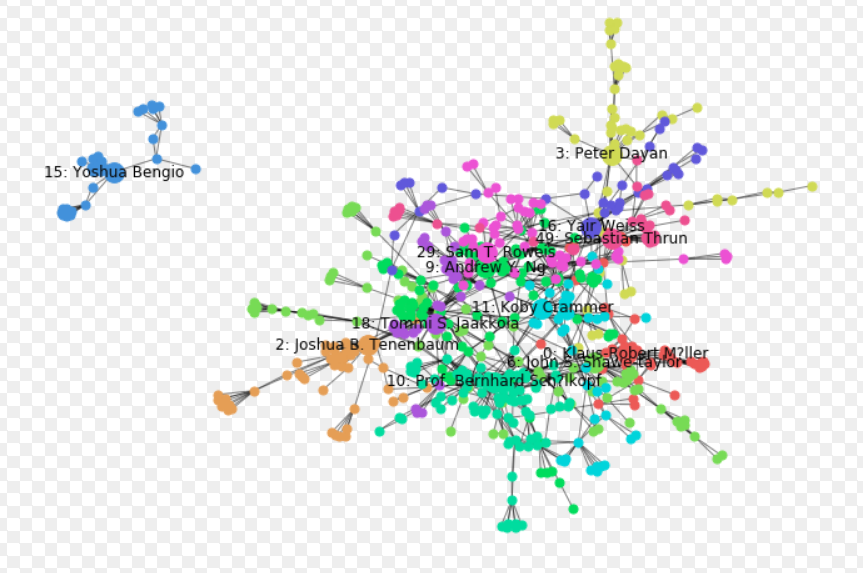 3: Peter Dayan
15: Yoshua Bengio
16: Yair Weiss
49: Sebastian Thrun
29: Sam T. Roweis
9: Andrew Y. Ng
11: Koby Crammer
18: Tommi S. Jaakkola
2: Joshua B. Tenenbaum
0: Klaus-Robert M?ller
6: John S. Shawe-taylor
10: Prof. Bernhard Sch?lkopf